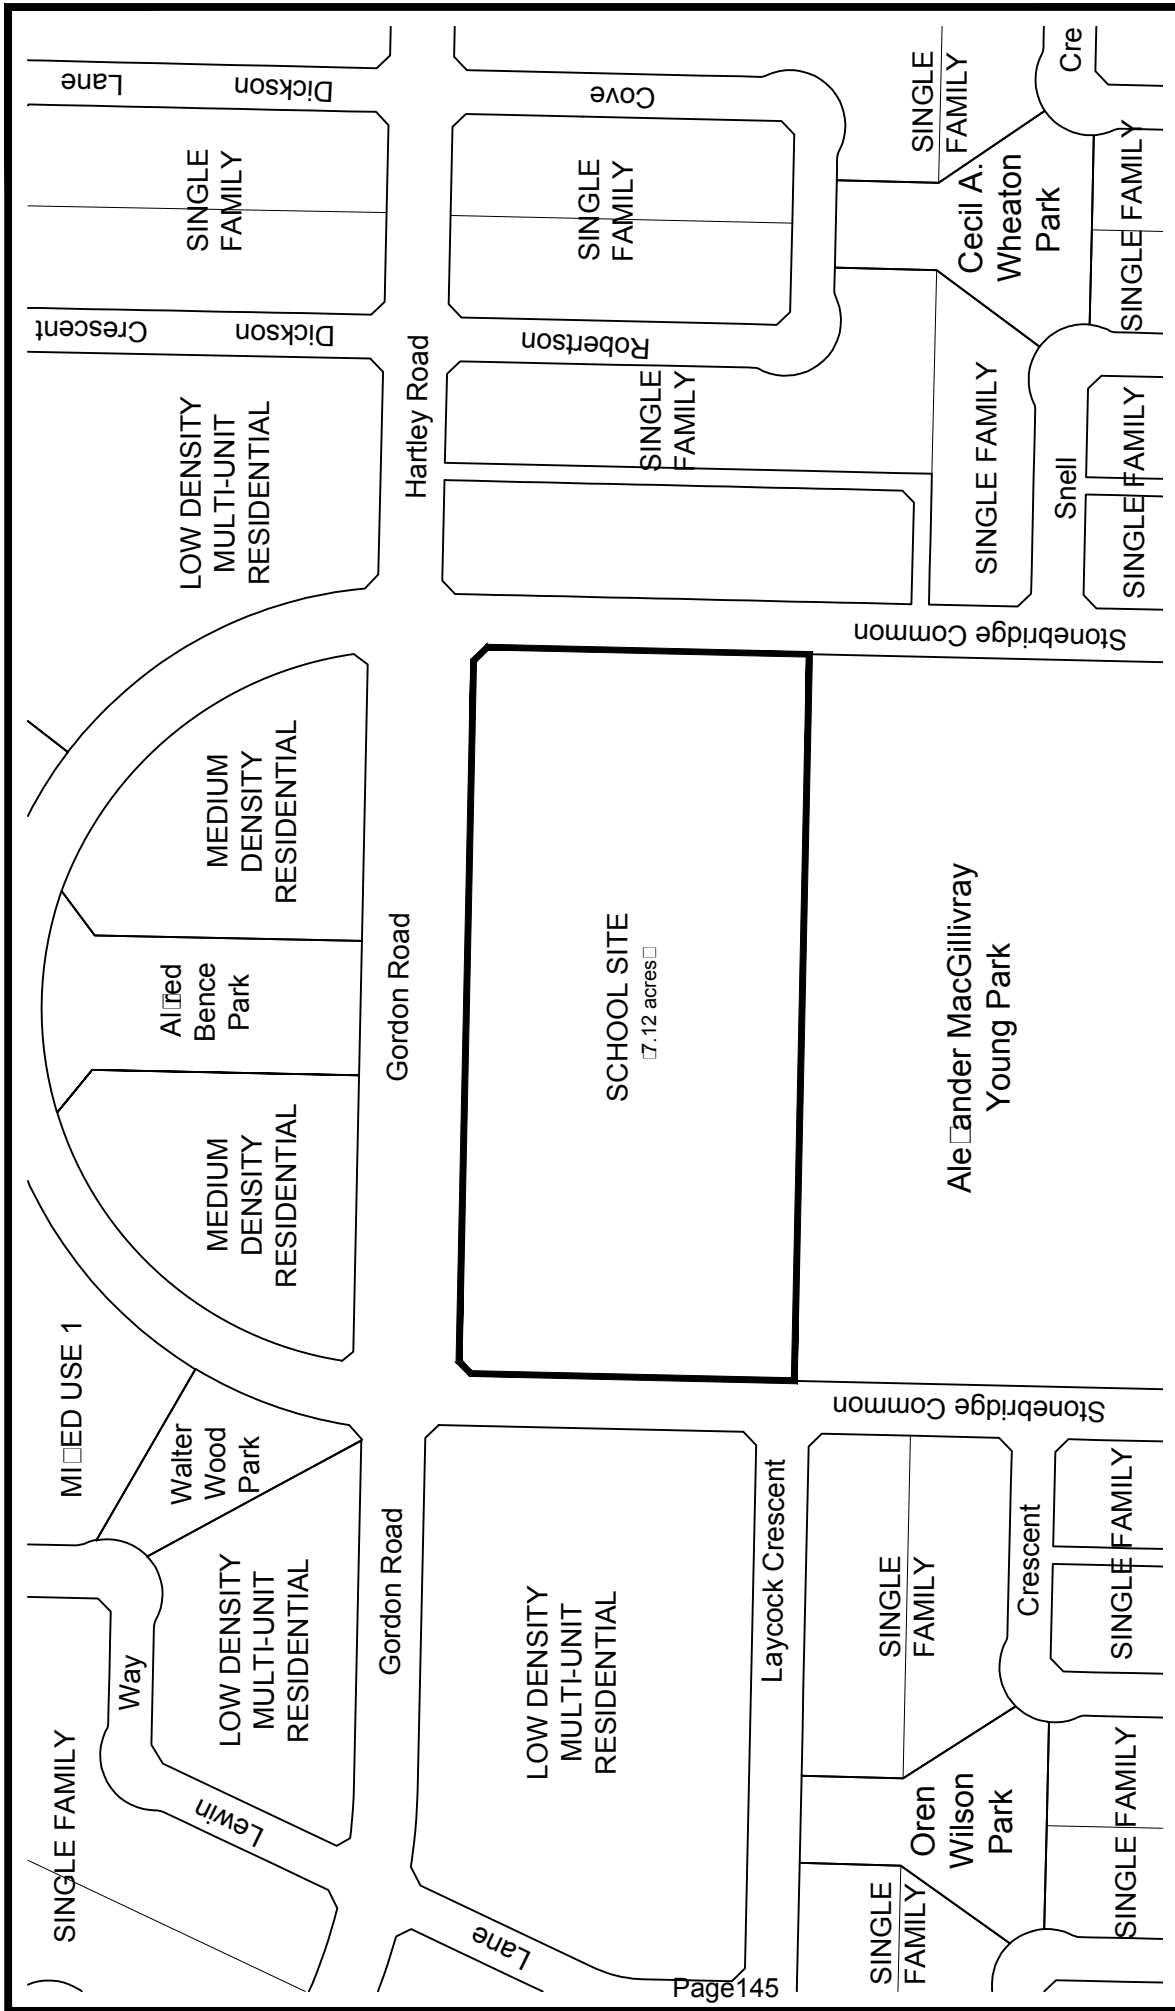 Lane
Dickson
Cove
SINGLE
FAMILY
Cre
SINGLE
FAMILY
SINGLE
FAMILY
Cecil A.
Wheaton
Park
SINGLE FAMILY
SINGLE FAMILY
Crescent
Dickson
Robertson
Hartley Road
LOW DENSITY
MULTI-UNIT
RESIDENTIAL
SINGLE
FAMILY
SINGLE FAMILY
Snell
SINGLE FAMILY
SINGLE FAMILY
Stonebridge Common
MEDIUM
DENSITY
RESIDENTIAL
Al□red
Bence
Park
Gordon Road
SCHOOL SITE
□7.12 acres□
Ale□ander MacGillivray
Young Park
MEDIUM
DENSITY
RESIDENTIAL
MI□ED USE 1
Walter
Wood
Park
Stonebridge Common
Way
LOW DENSITY
MULTI-UNIT
RESIDENTIAL
Gordon Road
LOW DENSITY
MULTI-UNIT
RESIDENTIAL
Laycock Crescent
SINGLE
FAMILY
Crescent
SINGLE FAMILY
SINGLE FAMILY
SINGLE FAMILY
Lewin
Lane
Oren
Wilson
Park
SINGLE
FAMILY
SINGLE FAMILY
SINGLE FAMILY
Page145